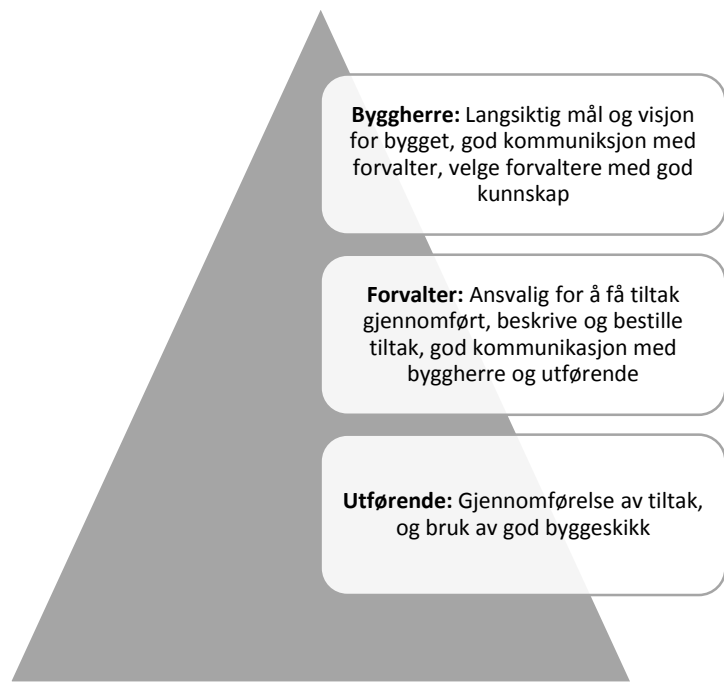 Byggherre: Langsiktig mål og visjon
for bygget, god kommuniksjon med
forvalter, velge forvaltere med god
kunnskap
Forvalter: Ansvalig for å få tiltak
gjennomført, beskrive og bestille
tiltak, god kommunikasjon med
byggherre og utførende
Utførende: Gjennomførelse av tiltak,
og bruk av god byggeskikk